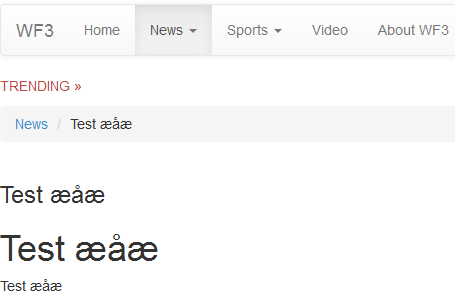 WF3 Home News Sports Video About WF3
TRENDING »
News / Test æåæ
Test æåæ
Test æåæ
Test æåæ